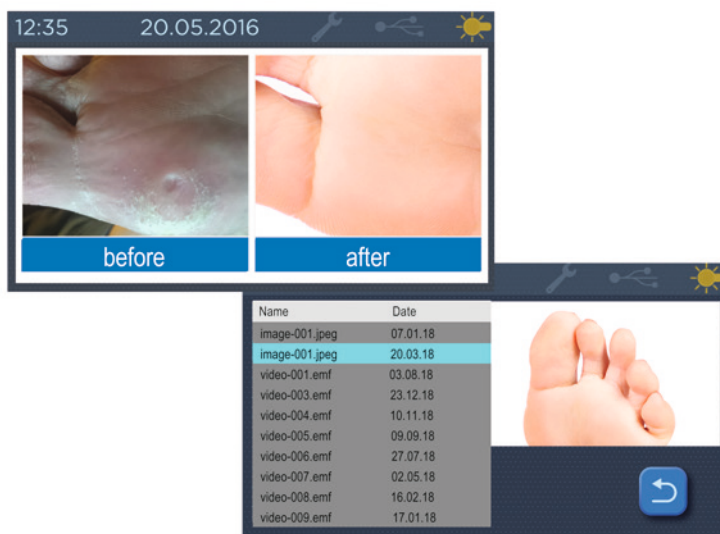 12:35 20.05.2016
before after
Name Date
image-001.jpeg 07.01.18
image-001.jpeg 20.03.18
video-001.emf 03.08.18
video-003.emf 23.12.18
video-004.emf 10.11.18
video-005.emf 09.09.18
video-006.emf 27.07.18
video-007.emf 02.05.18
video-008.emf 16.02.18
video-009.emf 17.01.18